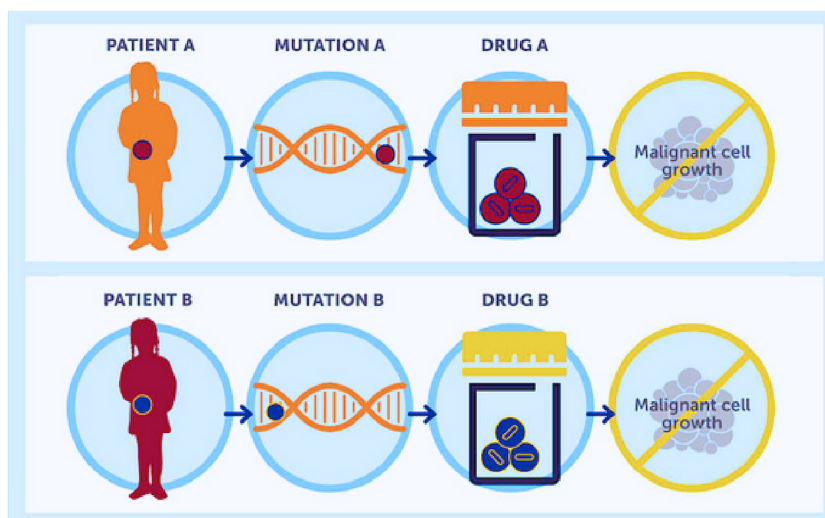 PATIENT A
MUTATION A
DRUG A
Malignant cell
growth
PATIENT B
MUTATION B
DRUG B
Malignant cell
growth